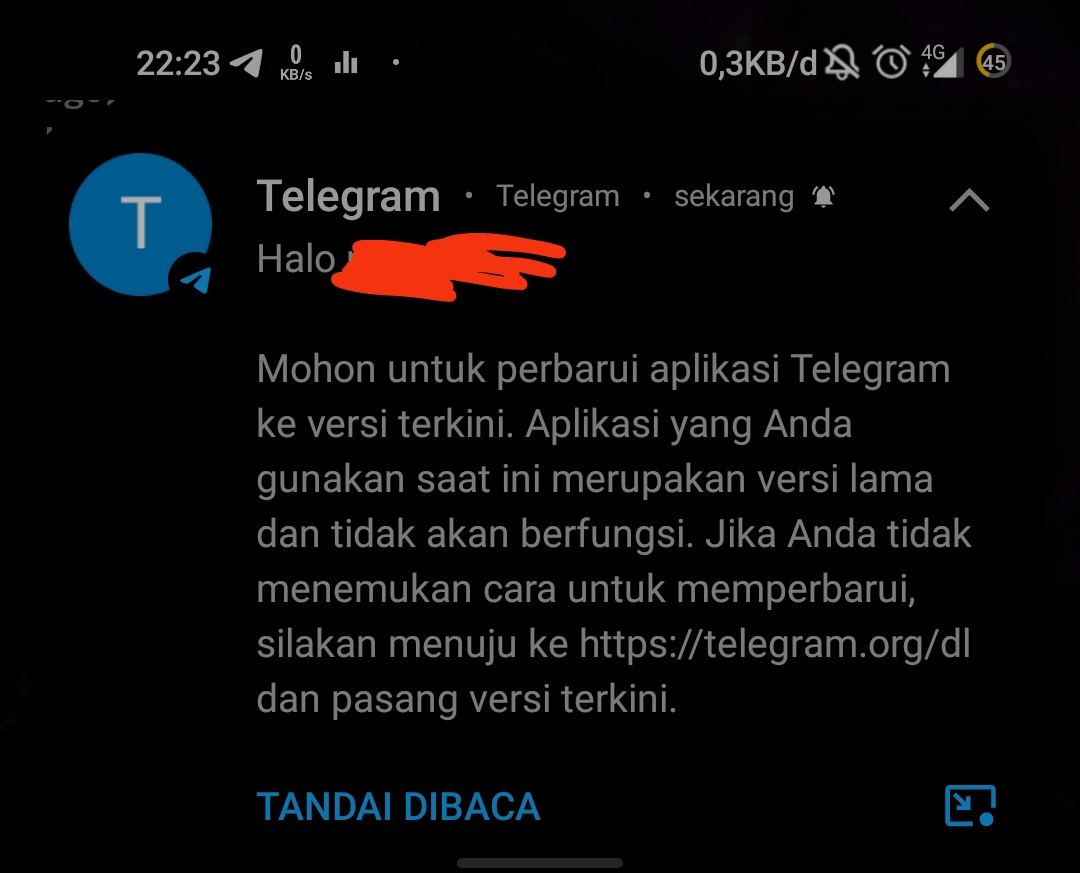 22:23 0 KB/s 0,3KB/d 4G 45
T Telegram • Telegram • sekarang
Halo
Mohon untuk perbarui aplikasi Telegram
ke versi terkini. Aplikasi yang Anda
gunakan saat ini merupakan versi lama
dan tidak akan berfungsi. Jika Anda tidak
menemukan cara untuk memperbarui,
silakan menuju ke https://telegram.org/dl
dan pasang versi terkini.
TANDAI DIBACA